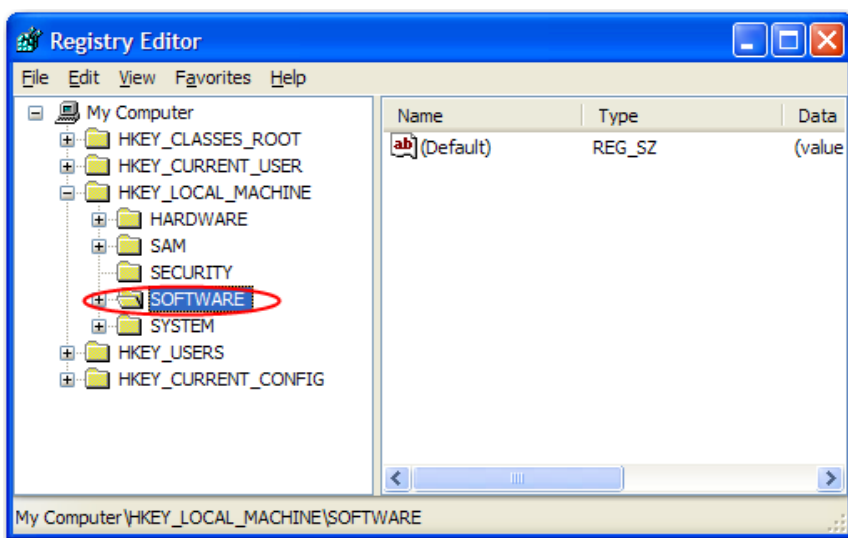 Registry Editor
File Edit View Favorites Help
My Computer
HKEY_CLASSES_ROOT
HKEY_CURRENT_USER
HKEY_LOCAL_MACHINE
HARDWARE
SAM
SECURITY
SOFTWARE
SYSTEM
HKEY_USERS
HKEY_CURRENT_CONFIG
Name Type Data
ab (Default) REG_SZ (value
My Computer\HKEY_LOCAL_MACHINE\SOFTWARE